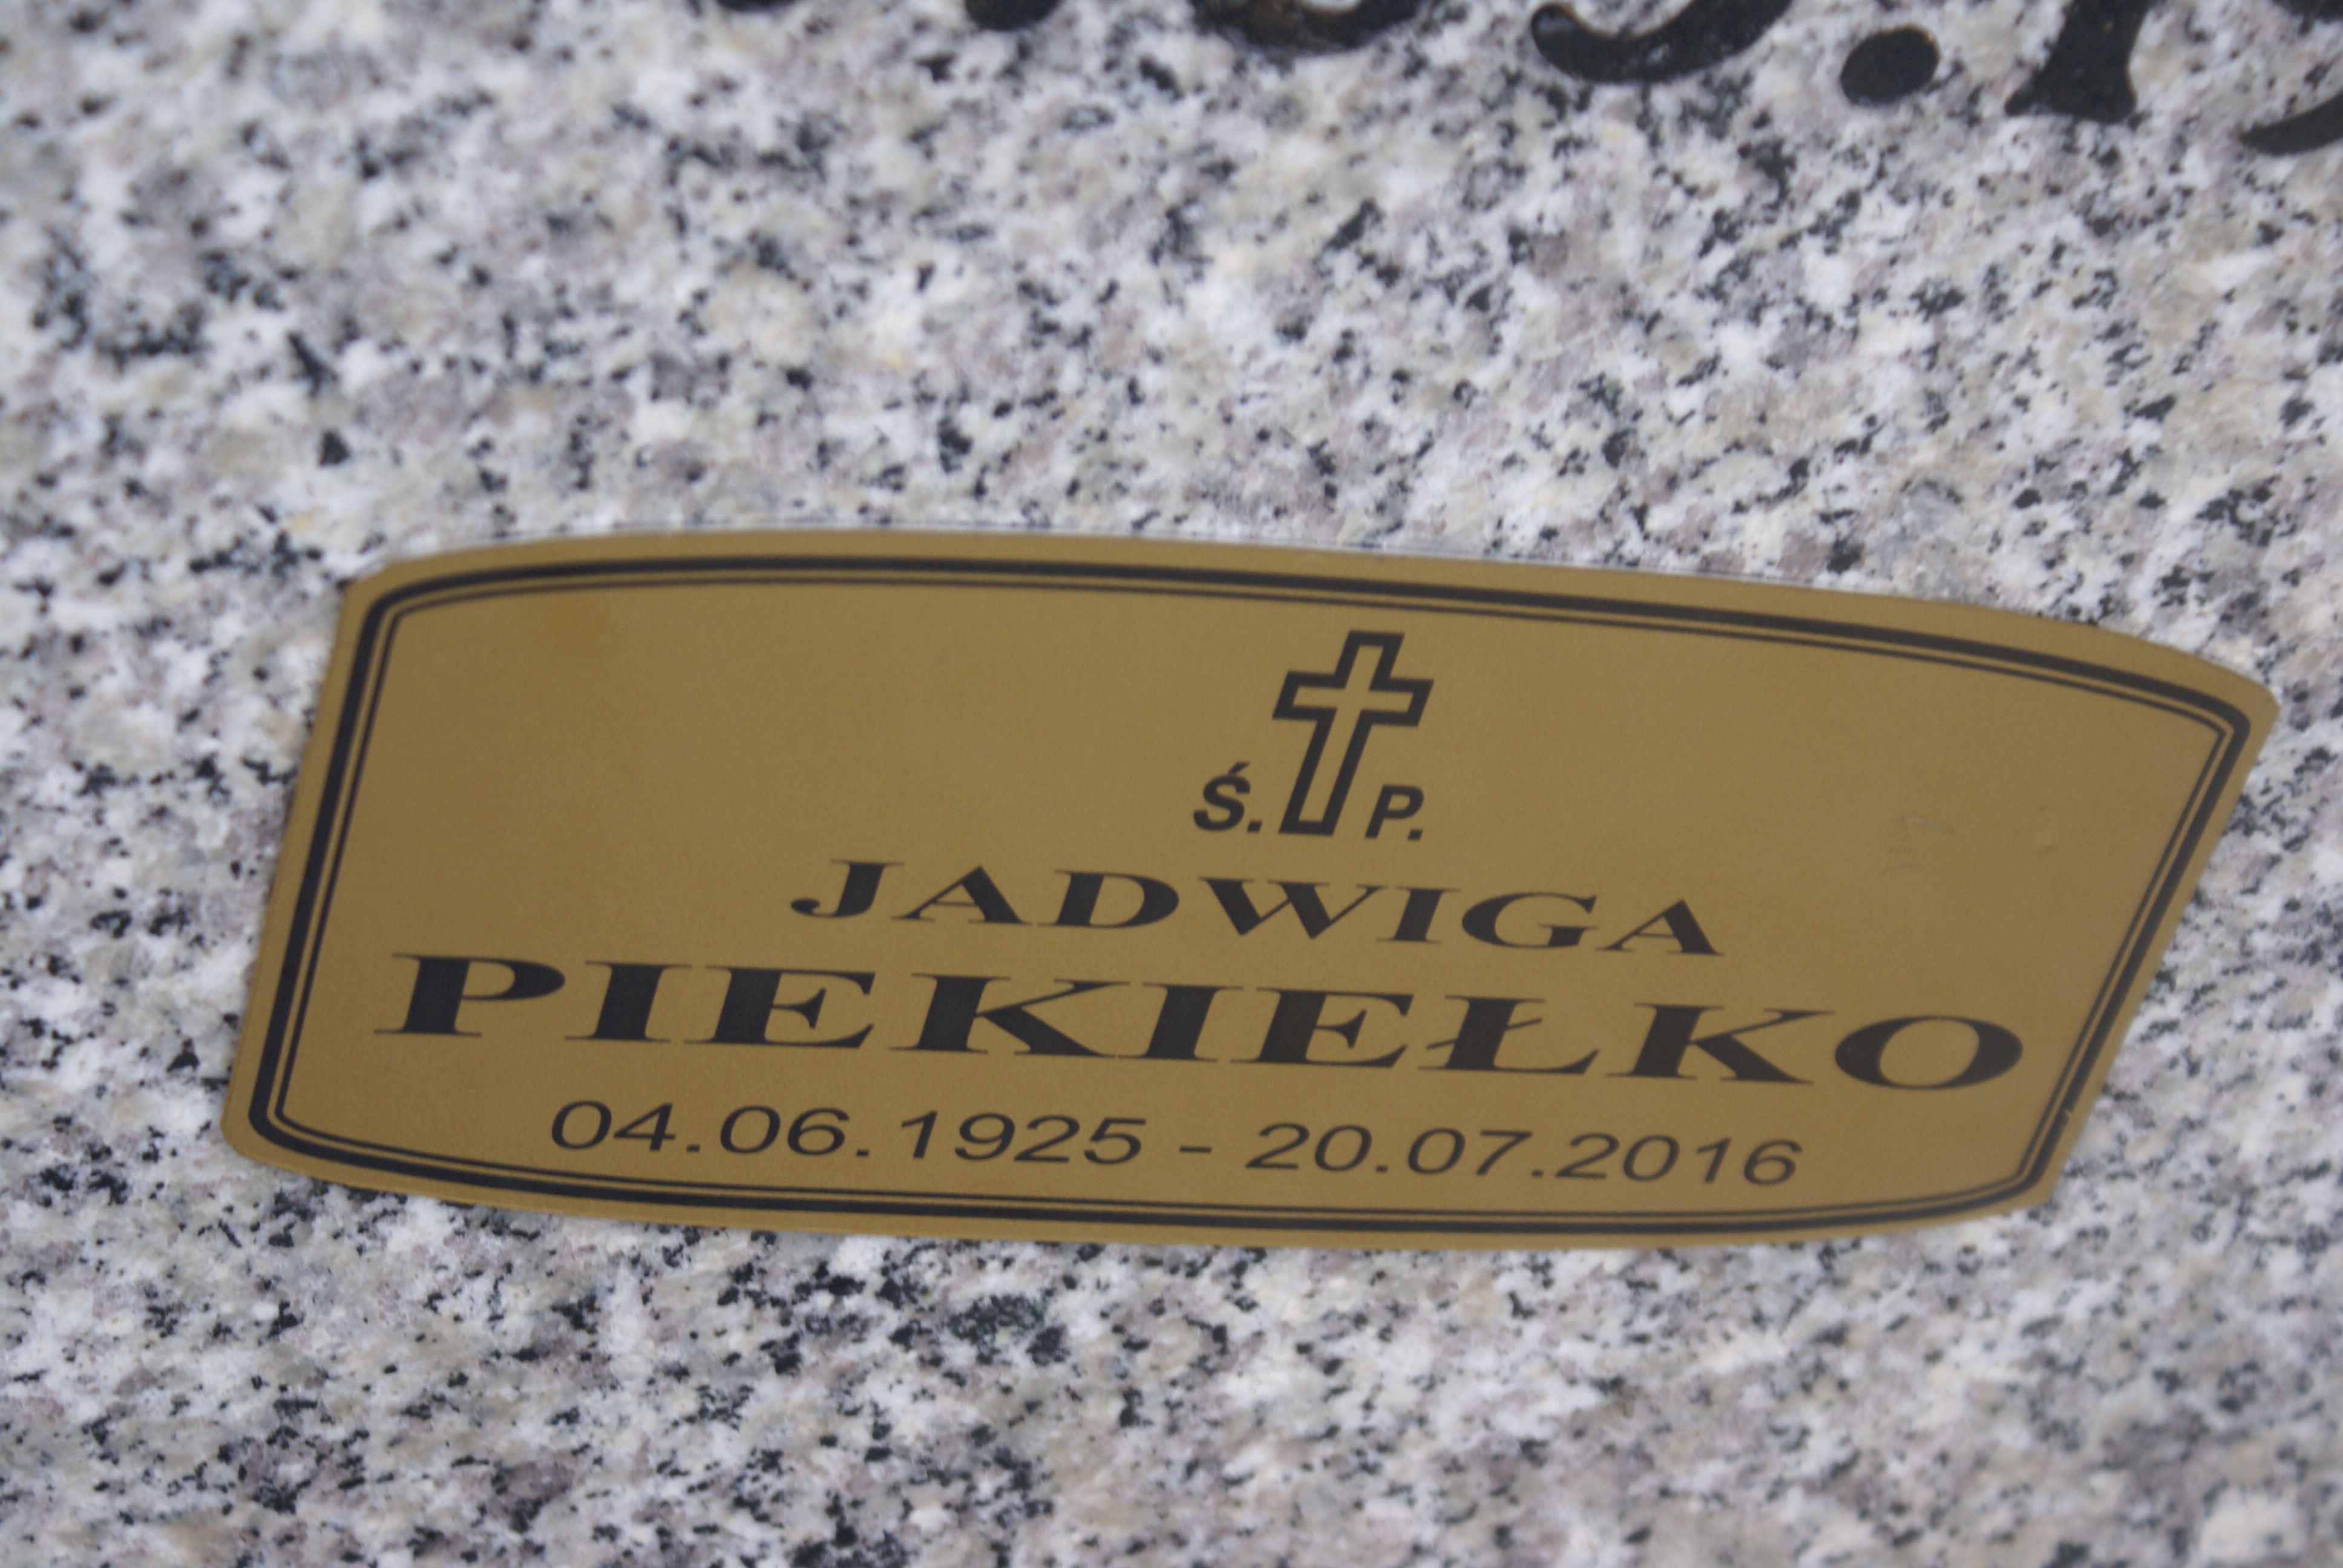 Ś. P.
JADWIGA
PIEKIEŁKO
04.06.1925 - 20.07.2016